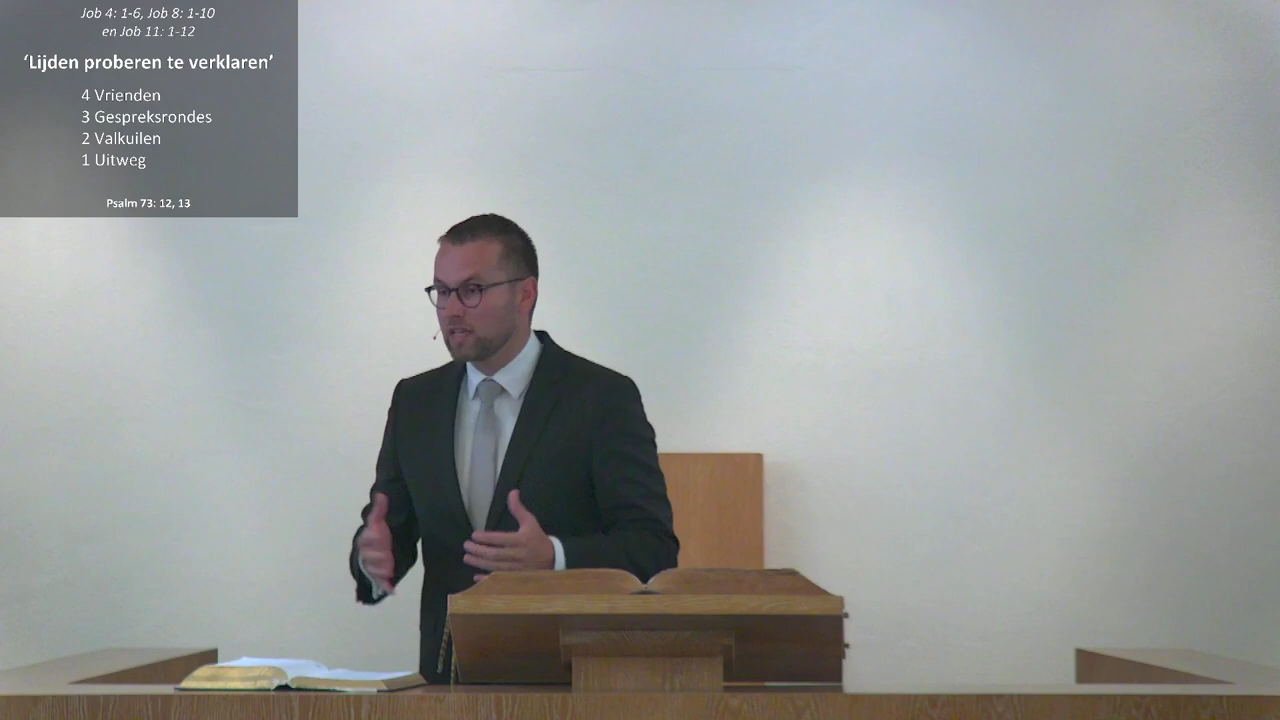 Job 4: 1-6, Job 8: 1-10
en Job 11: 1-12
‘Lijden proberen te verklaren’
4 Vrienden
3 Gespreksrondes
2 Valkuilen
1 Uitweg
Psalm 73: 12, 13